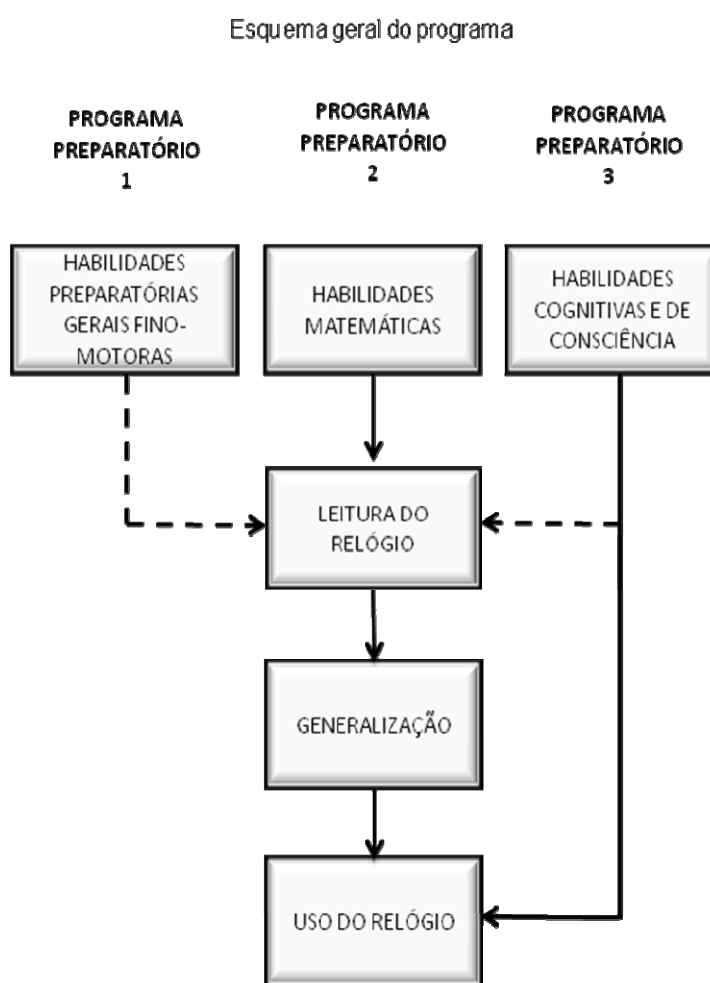 Esquema geral do programa
PROGRAMA
PREPARATÓRIO
1
PROGRAMA
PREPARATÓRIO
2
PROGRAMA
PREPARATÓRIO
3
HABILIDADES
PREPARATÓRIAS
GERAIS FINO-
MOTORAS
HABILIDADES
MATEMÁTICAS
HABILIDADES
COGNITIVAS E DE
CONSCIÊNCIA
LEITURA DO
RELÓGIO
GENERALIZAÇÃO
USO DO RELÓGIO